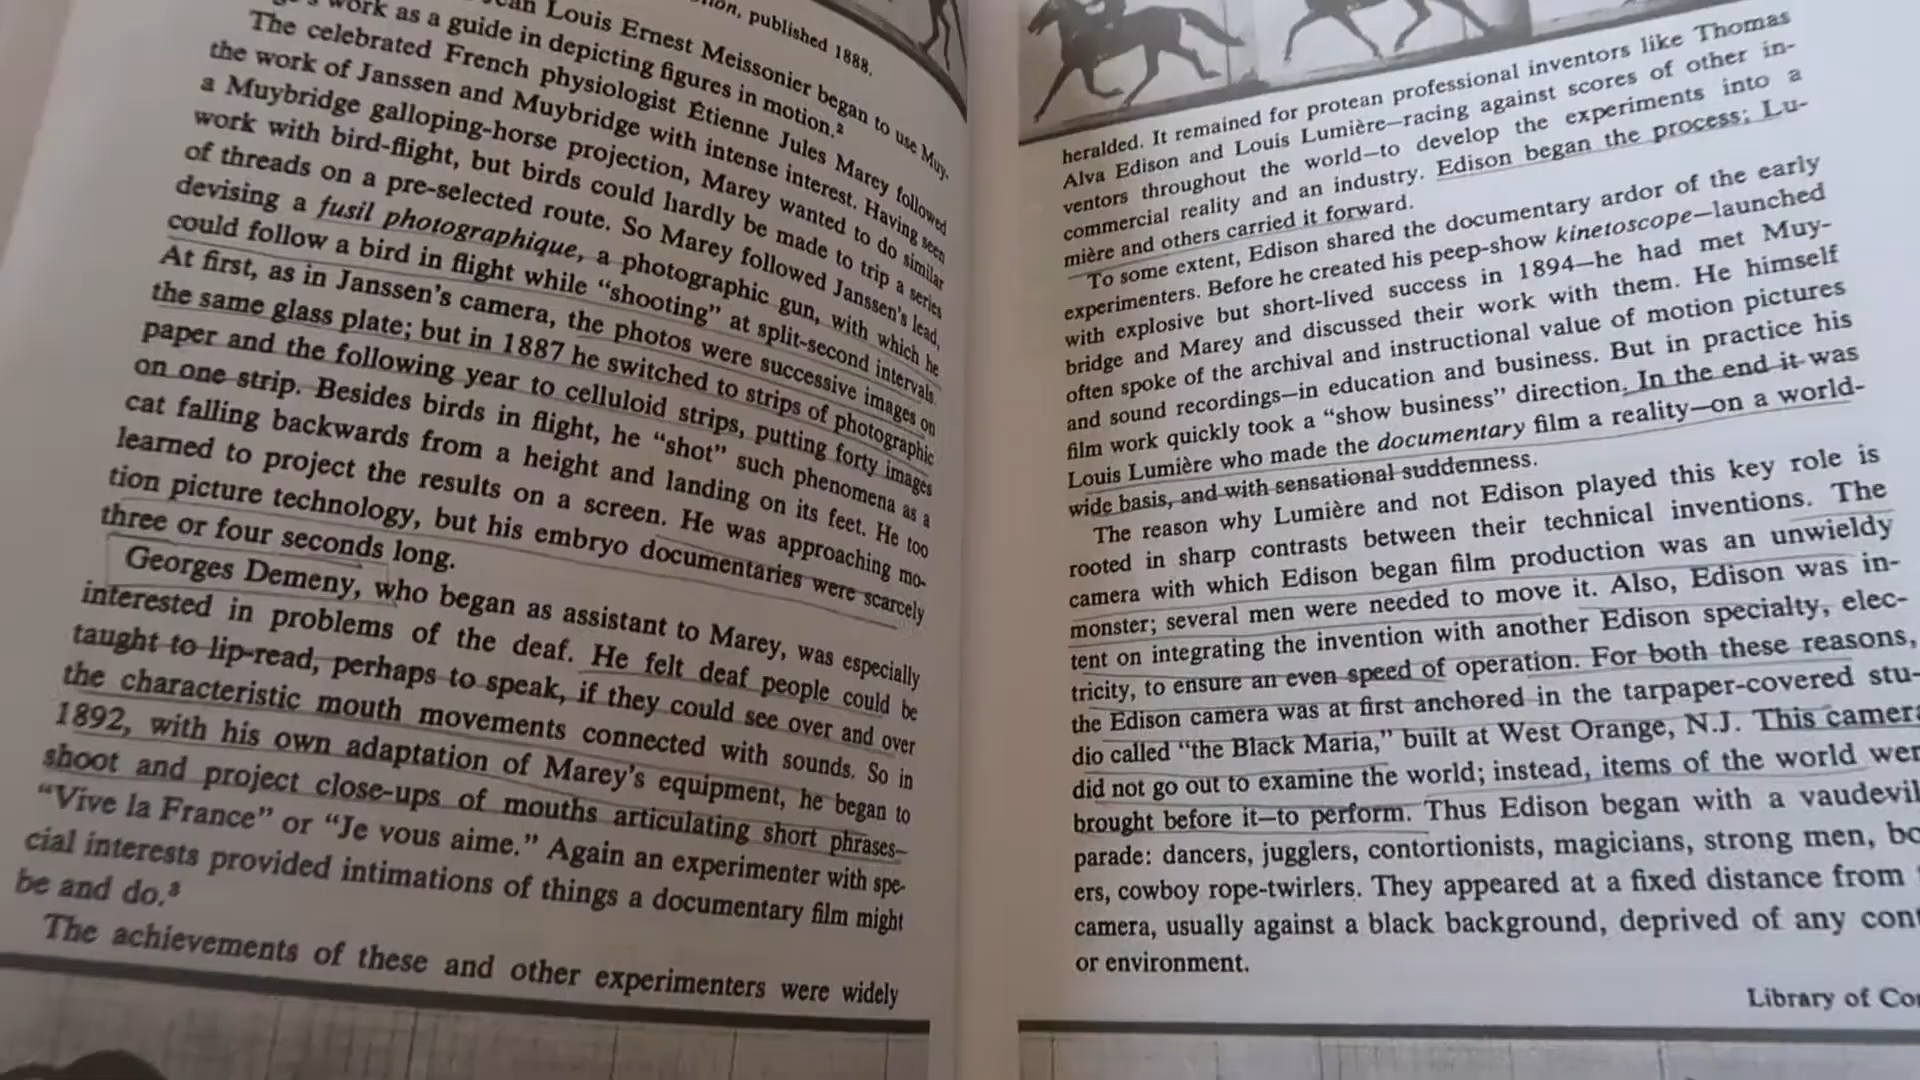 published 1888.
Louis Ernest Meissonier began to use Muy-
work as a guide in depicting figures in motion.²
The celebrated French physiologist Étienne Jules Marey followed
the work of Janssen and Muybridge with intense interest. Having seen
a Muybridge galloping-horse projection, Marey wanted to do similar
work with bird-flight, but birds could hardly be made to trip a series
of threads on a pre-selected route. So Marey followed Janssen's lead,
devising a fusil photographique, a photographic gun, with which he
could follow a bird in flight while "shooting" at split-second intervals.
At first, as in Janssen's camera, the photos were successive images on
the same glass plate; but in 1887 he switched to strips of photographic
paper and the following year to celluloid strips, putting forty images
on one strip. Besides birds in flight, he "shot" such phenomena as a
cat falling backwards from a height and landing on its feet. He too
learned to project the results on a screen. He was approaching mo-
tion picture technology, but his embryo documentaries were scarcely
three or four seconds long.
Georges Demeny, who began as assistant to Marey, was especially
interested in problems of the deaf. He felt deaf people could be
taught to lip-read, perhaps to speak, if they could see over and over
the characteristic mouth movements connected with sounds. So in
1892, with his own adaptation of Marey's equipment, he began to
shoot and project close-ups of mouths articulating short phrases—
"Vive la France" or "Je vous aime." Again an experimenter with spe-
cial interests provided intimations of things a documentary film might
be and do.³
The achievements of these and other experimenters were widely
heralded. It remained for protean professional inventors like Thomas
Alva Edison and Louis Lumière—racing against scores of other in-
ventors throughout the world—to develop the experiments into a
commercial reality and an industry. Edison began the process; Lu-
mière and others carried it forward.
To some extent, Edison shared the documentary ardor of the early
experimenters. Before he created his peep-show kinetoscope—launched
with explosive but short-lived success in 1894—he had met Muy-
bridge and Marey and discussed their work with them. He himself
often spoke of the archival and instructional value of motion pictures
and sound recordings—in education and business. But in practice his
film work quickly took a "show business" direction. In the end it was
Louis Lumière who made the documentary film a reality—on a world-
wide basis, and with sensational suddenness.
The reason why Lumière and not Edison played this key role is
rooted in sharp contrasts between their technical inventions. The
camera with which Edison began film production was an unwieldy
monster; several men were needed to move it. Also, Edison was in-
tent on integrating the invention with another Edison specialty, elec-
tricity, to ensure an even speed of operation. For both these reasons,
the Edison camera was at first anchored in the tarpaper-covered stu-
dio called "the Black Maria," built at West Orange, N.J. This camera
did not go out to examine the world; instead, items of the world wer
brought before it—to perform. Thus Edison began with a vaudevil
parade: dancers, jugglers, contortionists, magicians, strong men, bo
ers, cowboy rope-twirlers. They appeared at a fixed distance from
camera, usually against a black background, deprived of any cont
or environment.
Library of Con